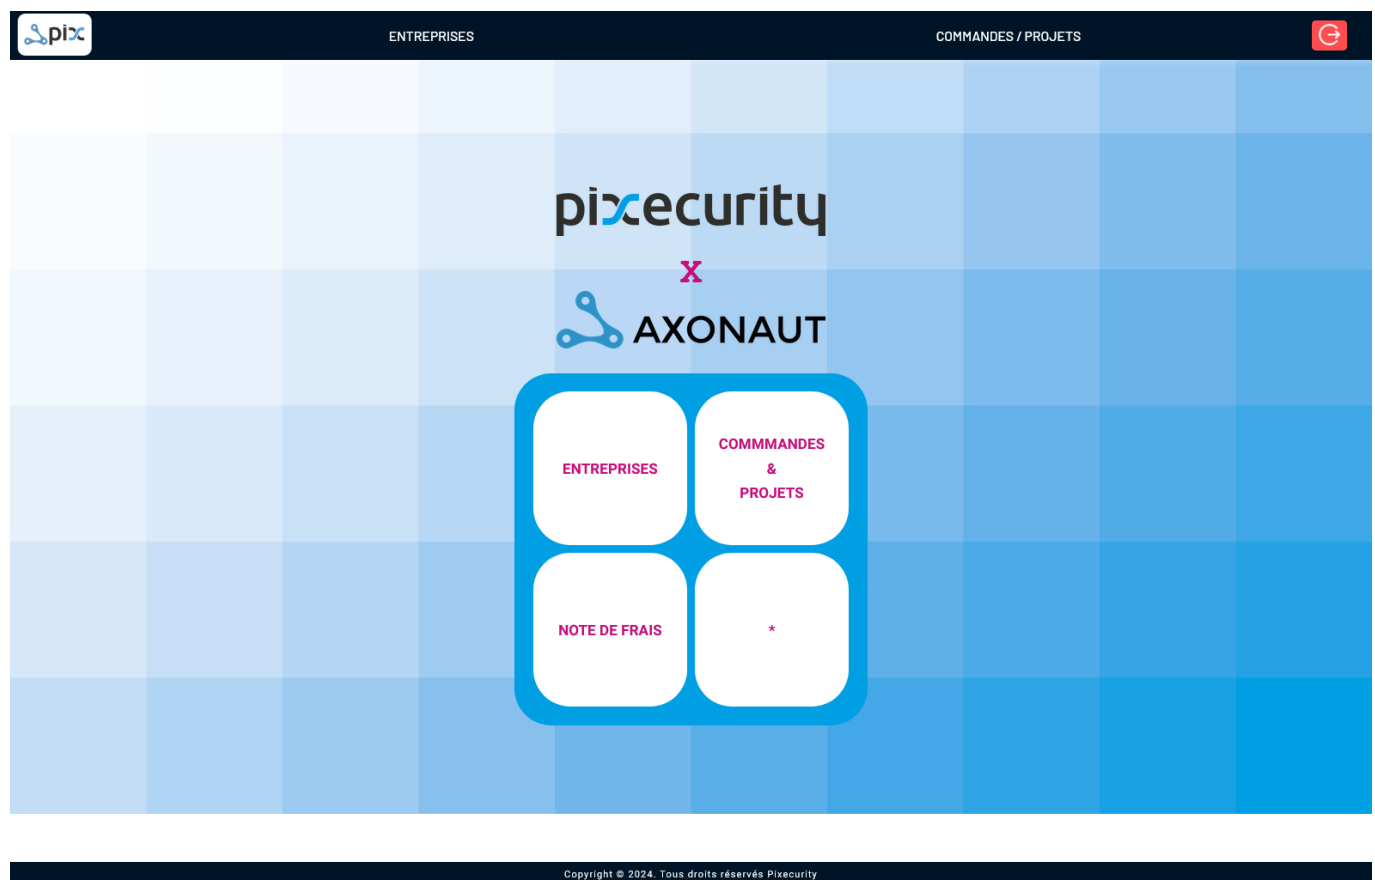 pix
ENTREPRISES
COMMANDES / PROJETS
pixecurity
x
AXONAUT
ENTREPRISES
COMMMANDES
&
PROJETS
NOTE DE FRAIS
*
Copyright © 2024. Tous droits réservés Pixecurity